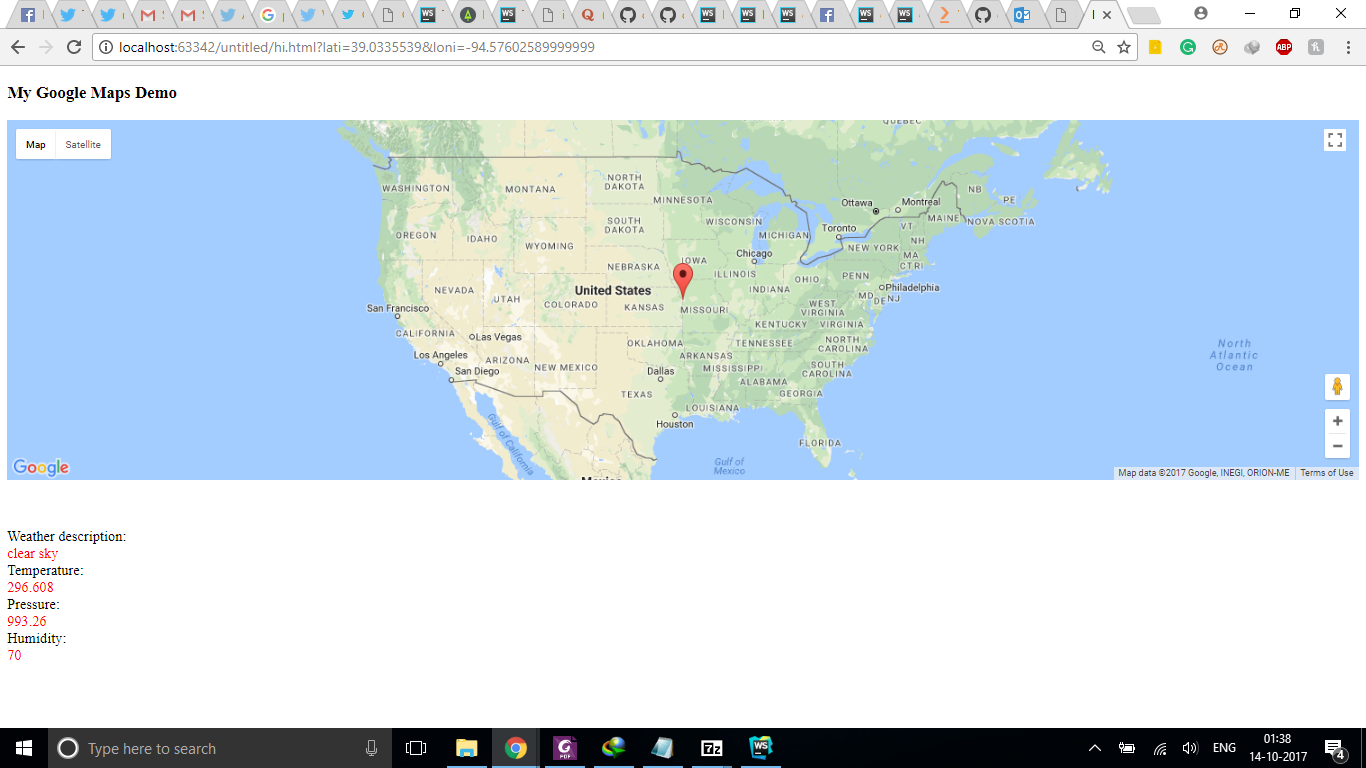 localhost:63342/untitled/hi.html?lati=39.0335539&loni=-94.57602589999999
ABP
My Google Maps Demo
Map Satellite
QUEBEC
WASHINGTON
MONTANA
NORTH DAKOTA
MINNESOTA
Ottawa
Montreal
NB
PE
MAINE
NOVA SCOTIA
OREGON
IDAHO
SOUTH DAKOTA
WISCONSIN
MICHIGAN
Toronto
VT
NH
WYOMING
NEW YORK
MA
CT RI
Chicago
IOWA
NEBRASKA
ILLINOIS
INDIANA
OHIO
PENN
Philadelphia
NEVADA
UTAH
COLORADO
United States
KANSAS
MISSOURI
WEST VIRGINIA
MD
DE
NJ
San Francisco
CALIFORNIA
Las Vegas
KENTUCKY
VIRGINIA
Los Angeles
ARIZONA
NEW MEXICO
OKLAHOMA
ARKANSAS
TENNESSEE
NORTH CAROLINA
San Diego
Dallas
MISSISSIPPI
ALABAMA
SOUTH CAROLINA
GEORGIA
TEXAS
LOUISIANA
Houston
FLORIDA
Gulf of California
Gulf of Mexico
North Atlantic Ocean
Mexico
Google
Map data ©2017 Google, INEGI, ORION-ME Terms of Use
Weather description:
clear sky
Temperature:
296.608
Pressure:
993.26
Humidity:
70
Type here to search
PDF
7z
WS
ENG
01:38
14-10-2017
4